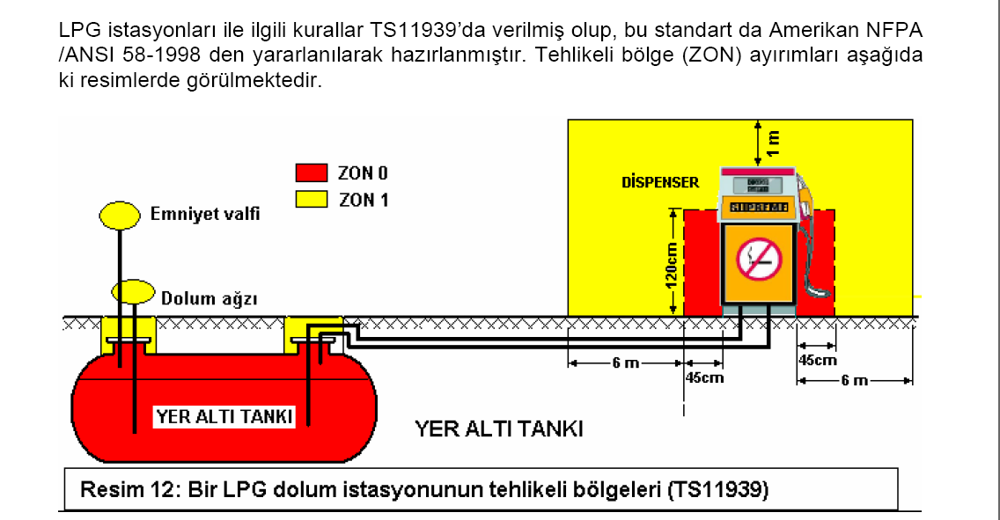 LPG istasyonları ile ilgili kurallar TS11939’da verilmiş olup, bu standart da Amerikan NFPA
/ANSI 58-1998 den yararlanılarak hazırlanmıştır. Tehlikeli bölge (ZON) ayırımları aşağıda
ki resimlerde görülmektedir.
1 m
ZON 0
DİSPENSER
ZON 1
Emniyet valfi
SUPREME
120cm
Dolum ağzı
6 m
45cm
45cm
6 m
YER ALTI TANKI
YER ALTI TANKI
Resim 12: Bir LPG dolum istasyonunun tehlikeli bölgeleri (TS11939)